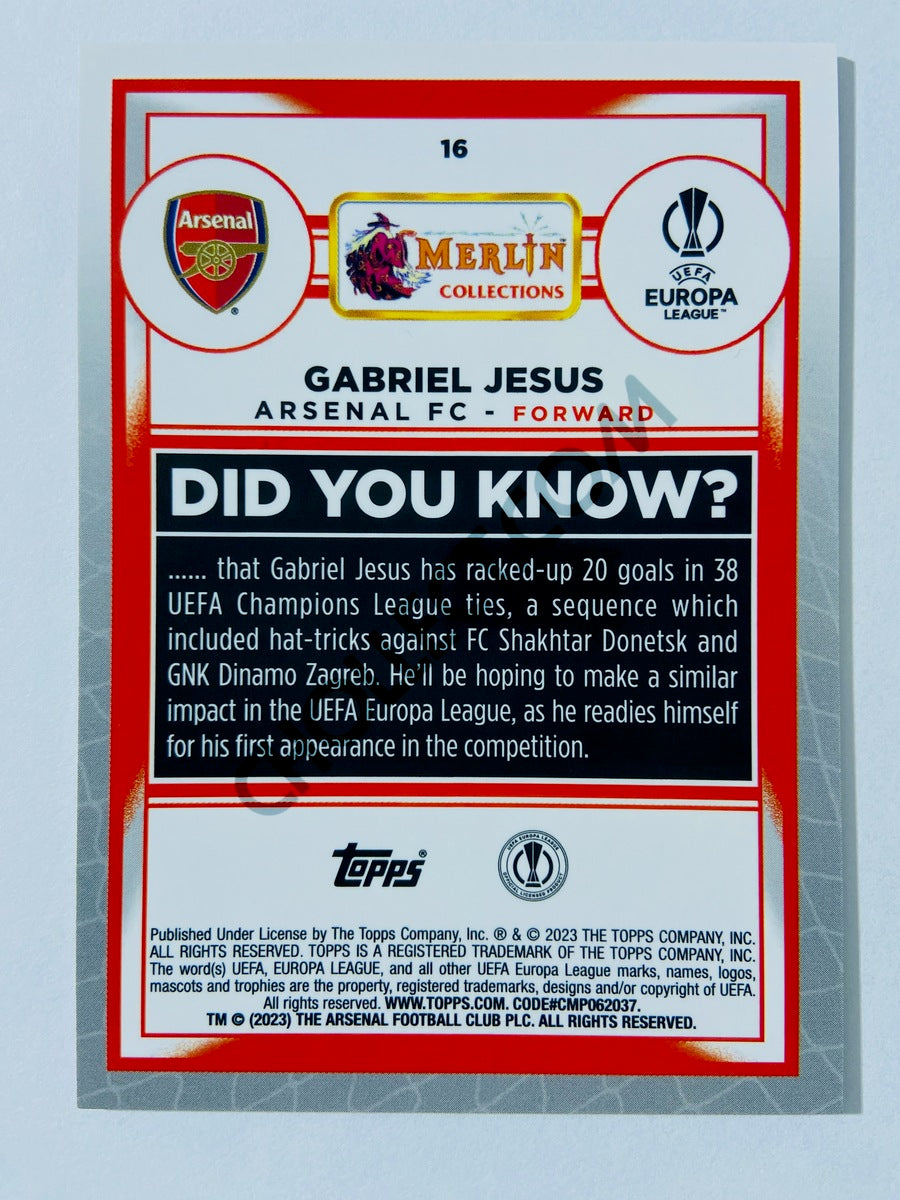 16
Arsenal
®
MERLIN™
COLLECTIONS
UEFA
EUROPA
LEAGUE™
GABRIEL JESUS
ARSENAL FC - FORWARD
DID YOU KNOW?
...... that Gabriel Jesus has racked-up 20 goals in 38
UEFA Champions League ties, a sequence which
included hat-tricks against FC Shakhtar Donetsk and
GNK Dinamo Zagreb. He'll be hoping to make a similar
impact in the UEFA Europa League, as he readies himself
for his first appearance in the competition.
topps®
UEFA EUROPA LEAGUE
OFFICIAL LICENSED PRODUCT
Published Under License by The Topps Company, Inc. ® & © 2023 THE TOPPS COMPANY, INC.
ALL RIGHTS RESERVED. TOPPS IS A REGISTERED TRADEMARK OF THE TOPPS COMPANY, INC.
The word(s) UEFA, EUROPA LEAGUE, and all other UEFA Europa League marks, names, logos,
mascots and trophies are the property, registered trademarks, designs and/or copyright of UEFA.
All rights reserved. WWW.TOPPS.COM. CODE#CMP062037.
TM © (2023) THE ARSENAL FOOTBALL CLUB PLC. ALL RIGHTS RESERVED.